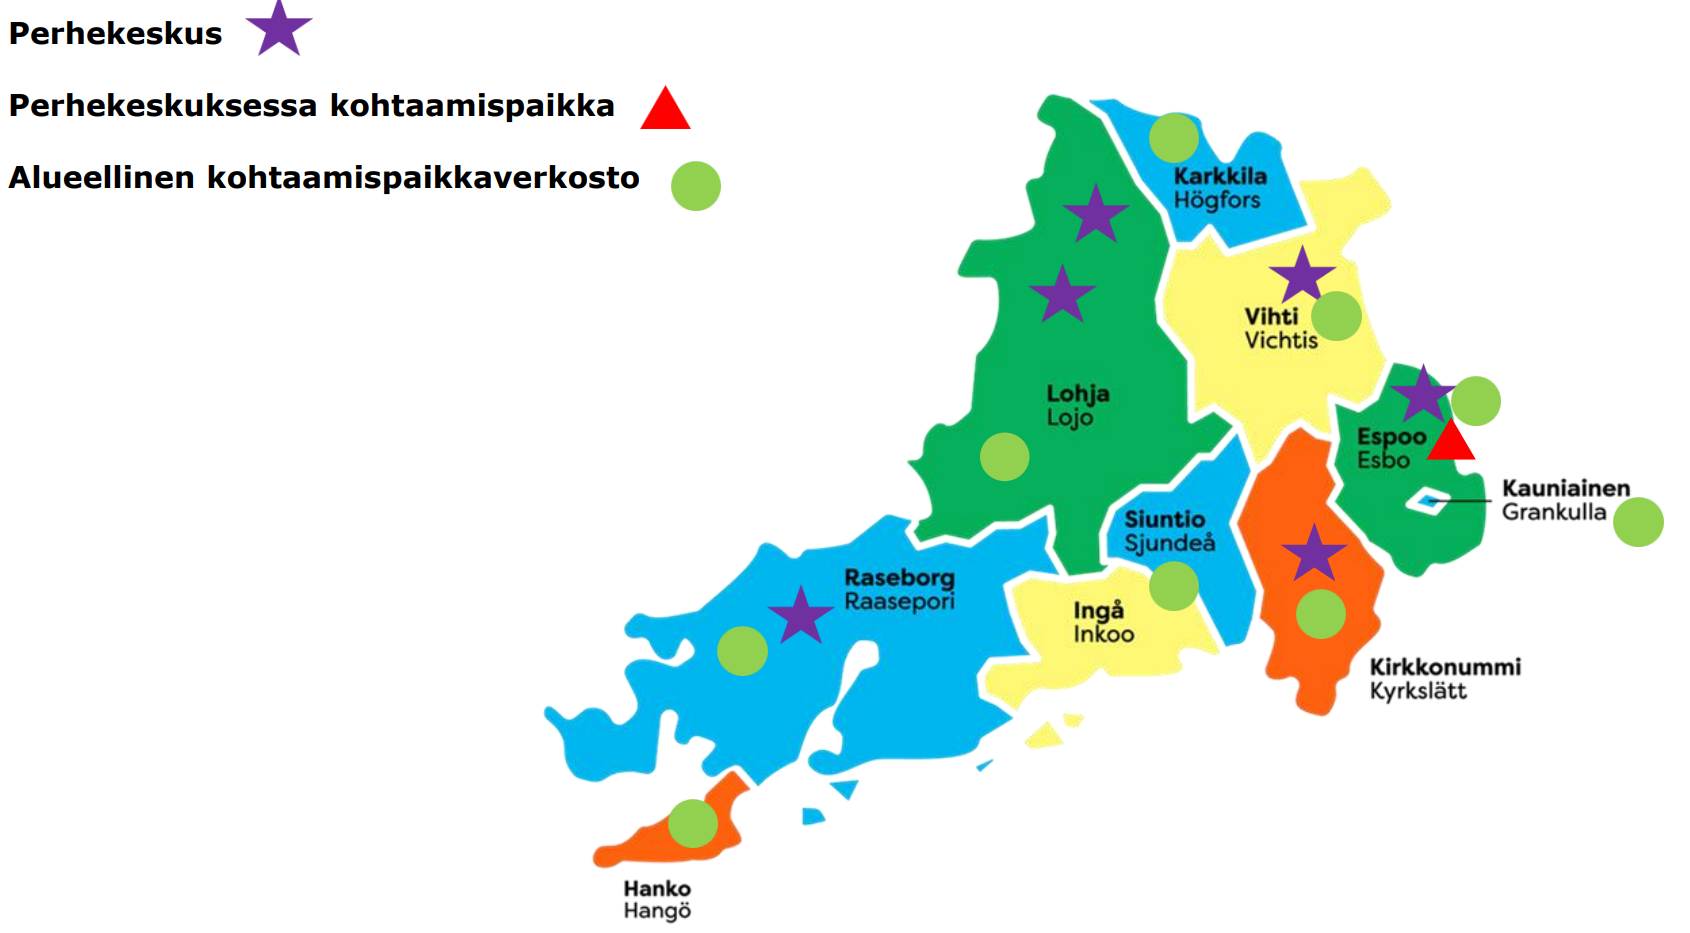 Perhekeskus
Perhekeskuksessa kohtaamispaikka
Alueellinen kohtaamispaikkaverkosto
Karkkila
Högfors
Vihti
Vichtis
Lohja
Lojo
Espoo
Esbo
Kauniainen
Grankulla
Siuntio
Sjundeå
Raseborg
Raasepori
Ingå
Inkoo
Kirkkonummi
Kyrkslätt
Hanko
Hangö